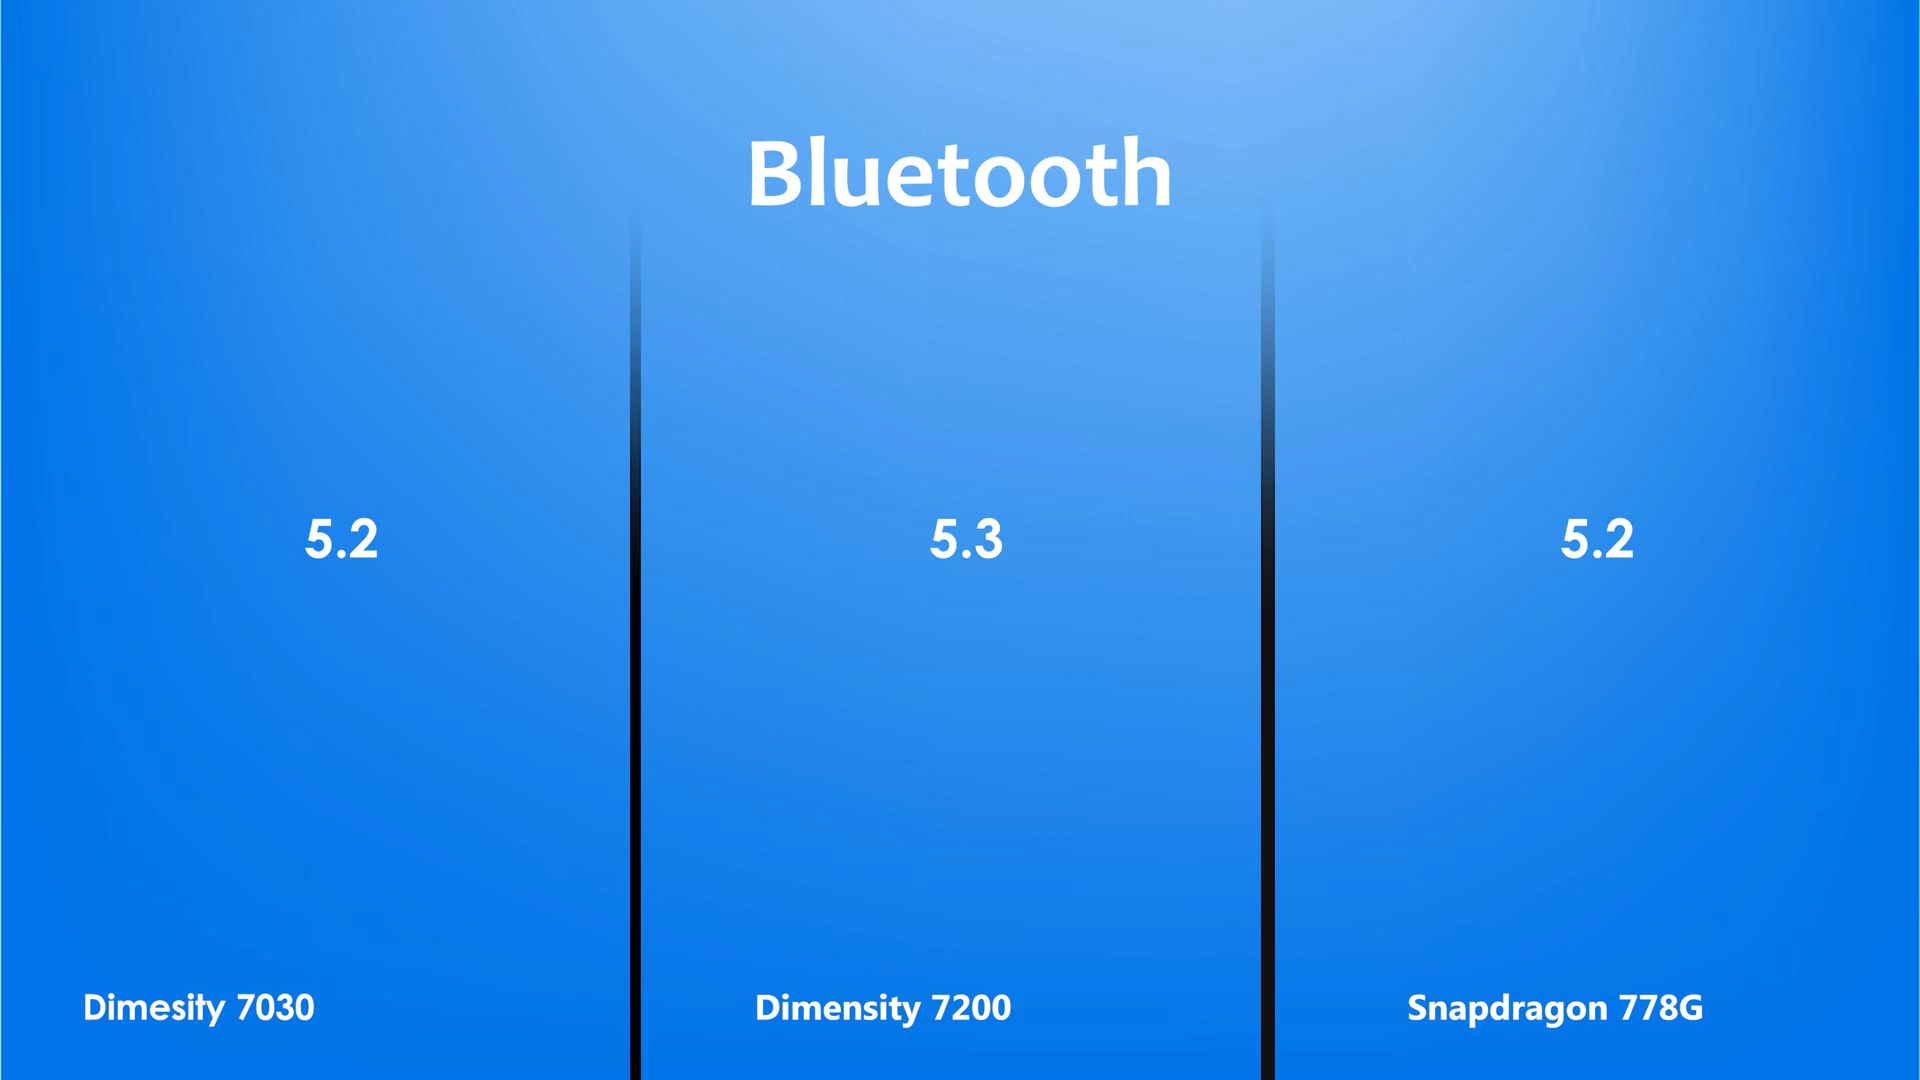 Bluetooth
5.2
5.3
5.2
Dimesity 7030
Dimensity 7200
Snapdragon 778G